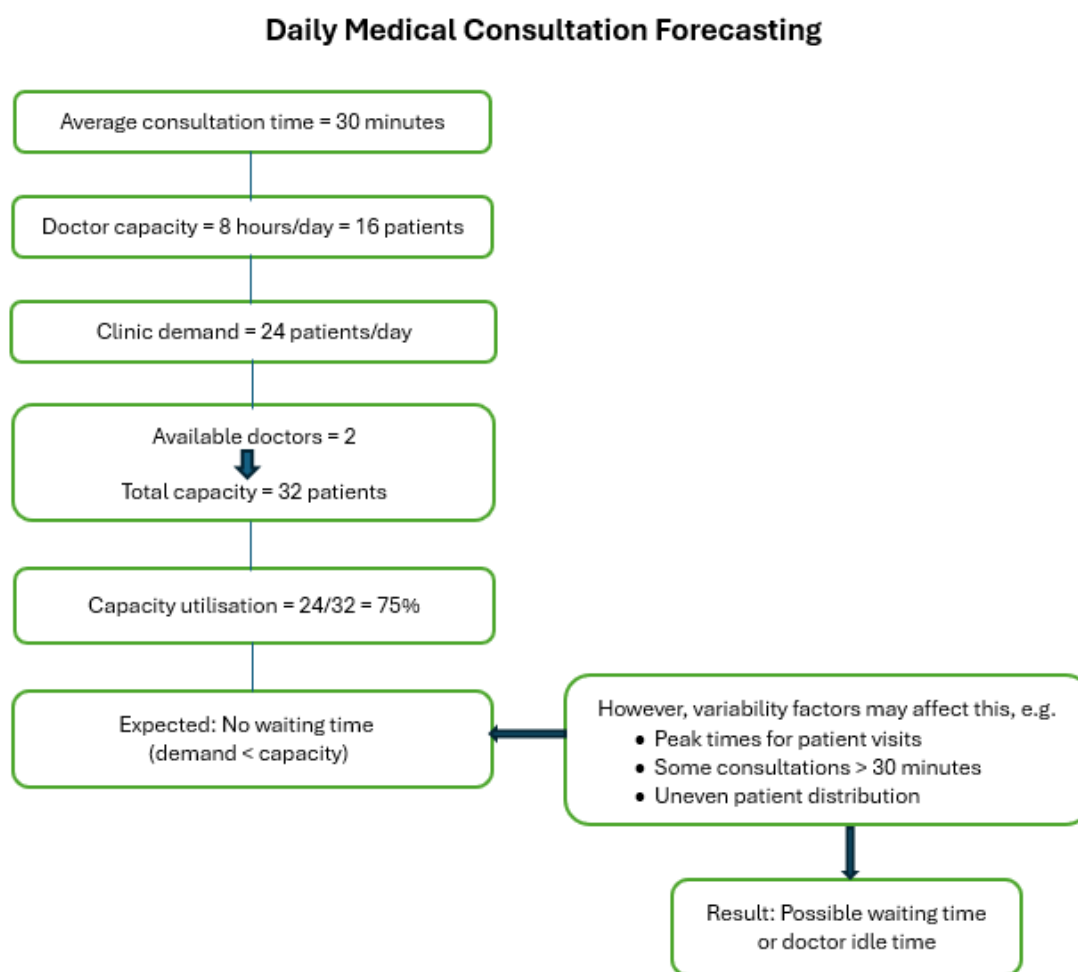 Daily Medical Consultation Forecasting
Average consultation time = 30 minutes
Doctor capacity = 8 hours/day = 16 patients
Clinic demand = 24 patients/day
Available doctors = 2
Total capacity = 32 patients
Capacity utilisation = 24/32 = 75%
Expected: No waiting time
(demand < capacity)
However, variability factors may affect this, e.g.
• Peak times for patient visits
• Some consultations > 30 minutes
• Uneven patient distribution
Result: Possible waiting time
or doctor idle time